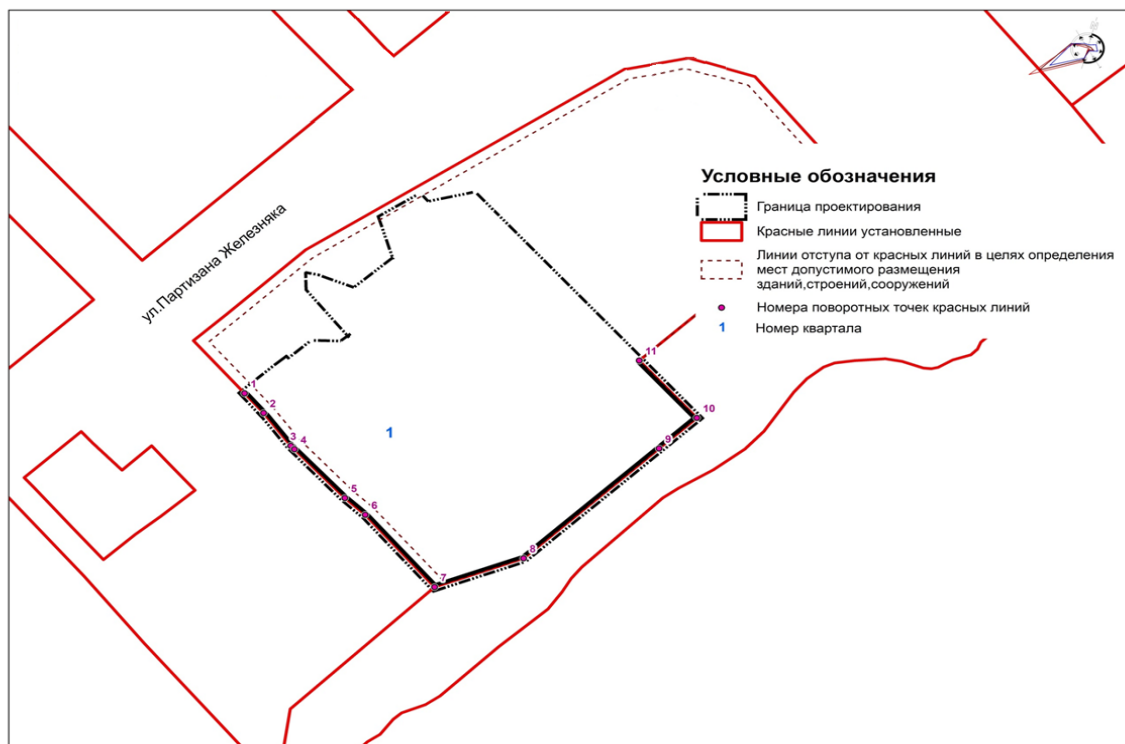 ул.Партизана Железняка
Условные обозначения
Граница проектирования
Красные линии установленные
Линии отступа от красных линий в целях определения
мест допустимого размещения
зданий,строений,сооружений
Номера поворотных точек красных линий
1
Номер квартала
1
2
3
4
5
6
7
8
9
10
11
1